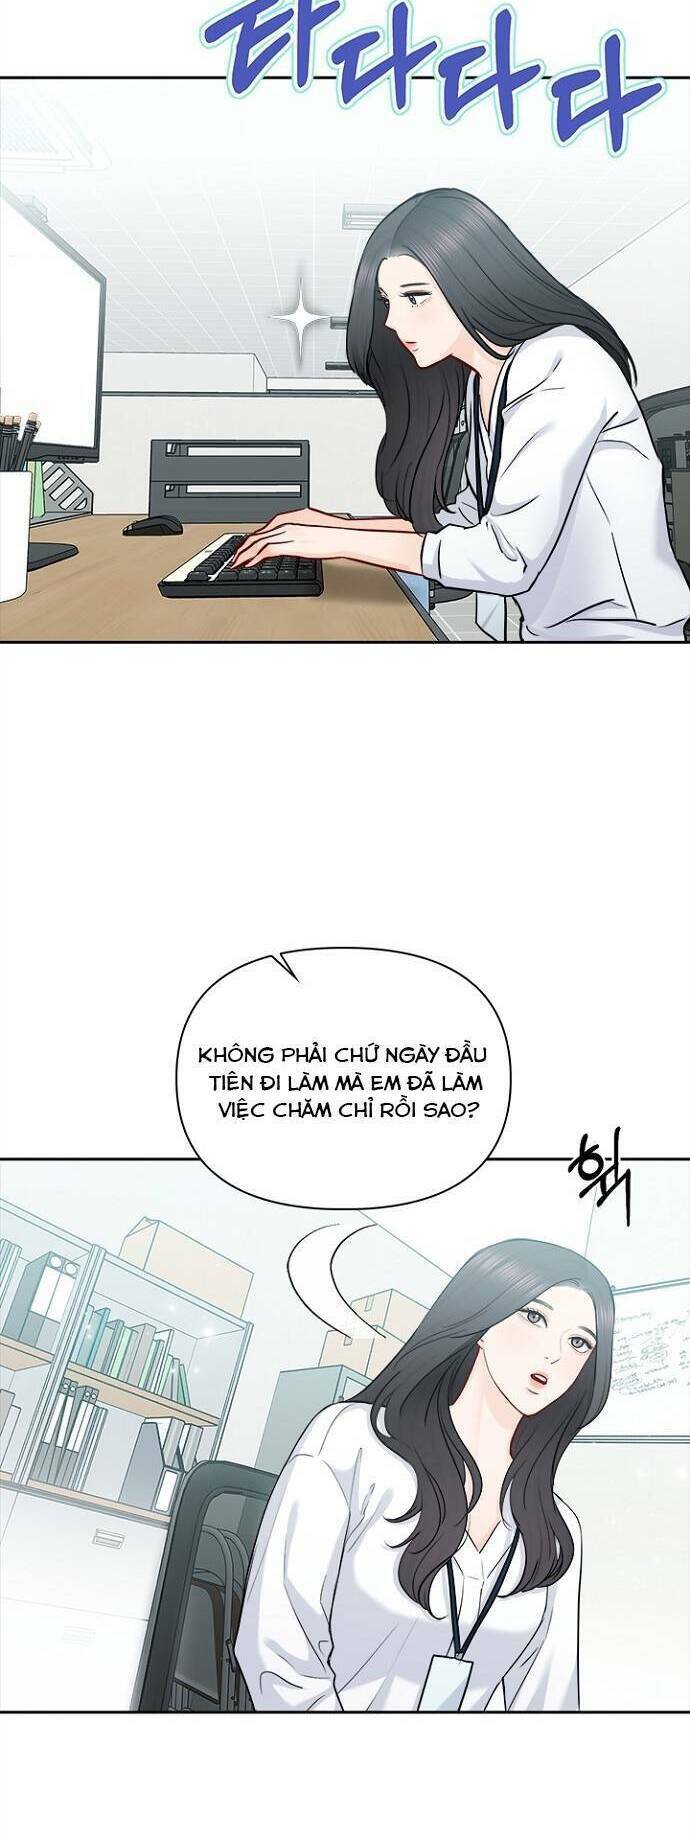 타다다다
KHÔNG PHẢI CHỨ NGÀY ĐẦU
TIÊN ĐI LÀM MÀ EM ĐÃ LÀM
VIỆC CHĂM CHỈ RỒI SAO?
휙